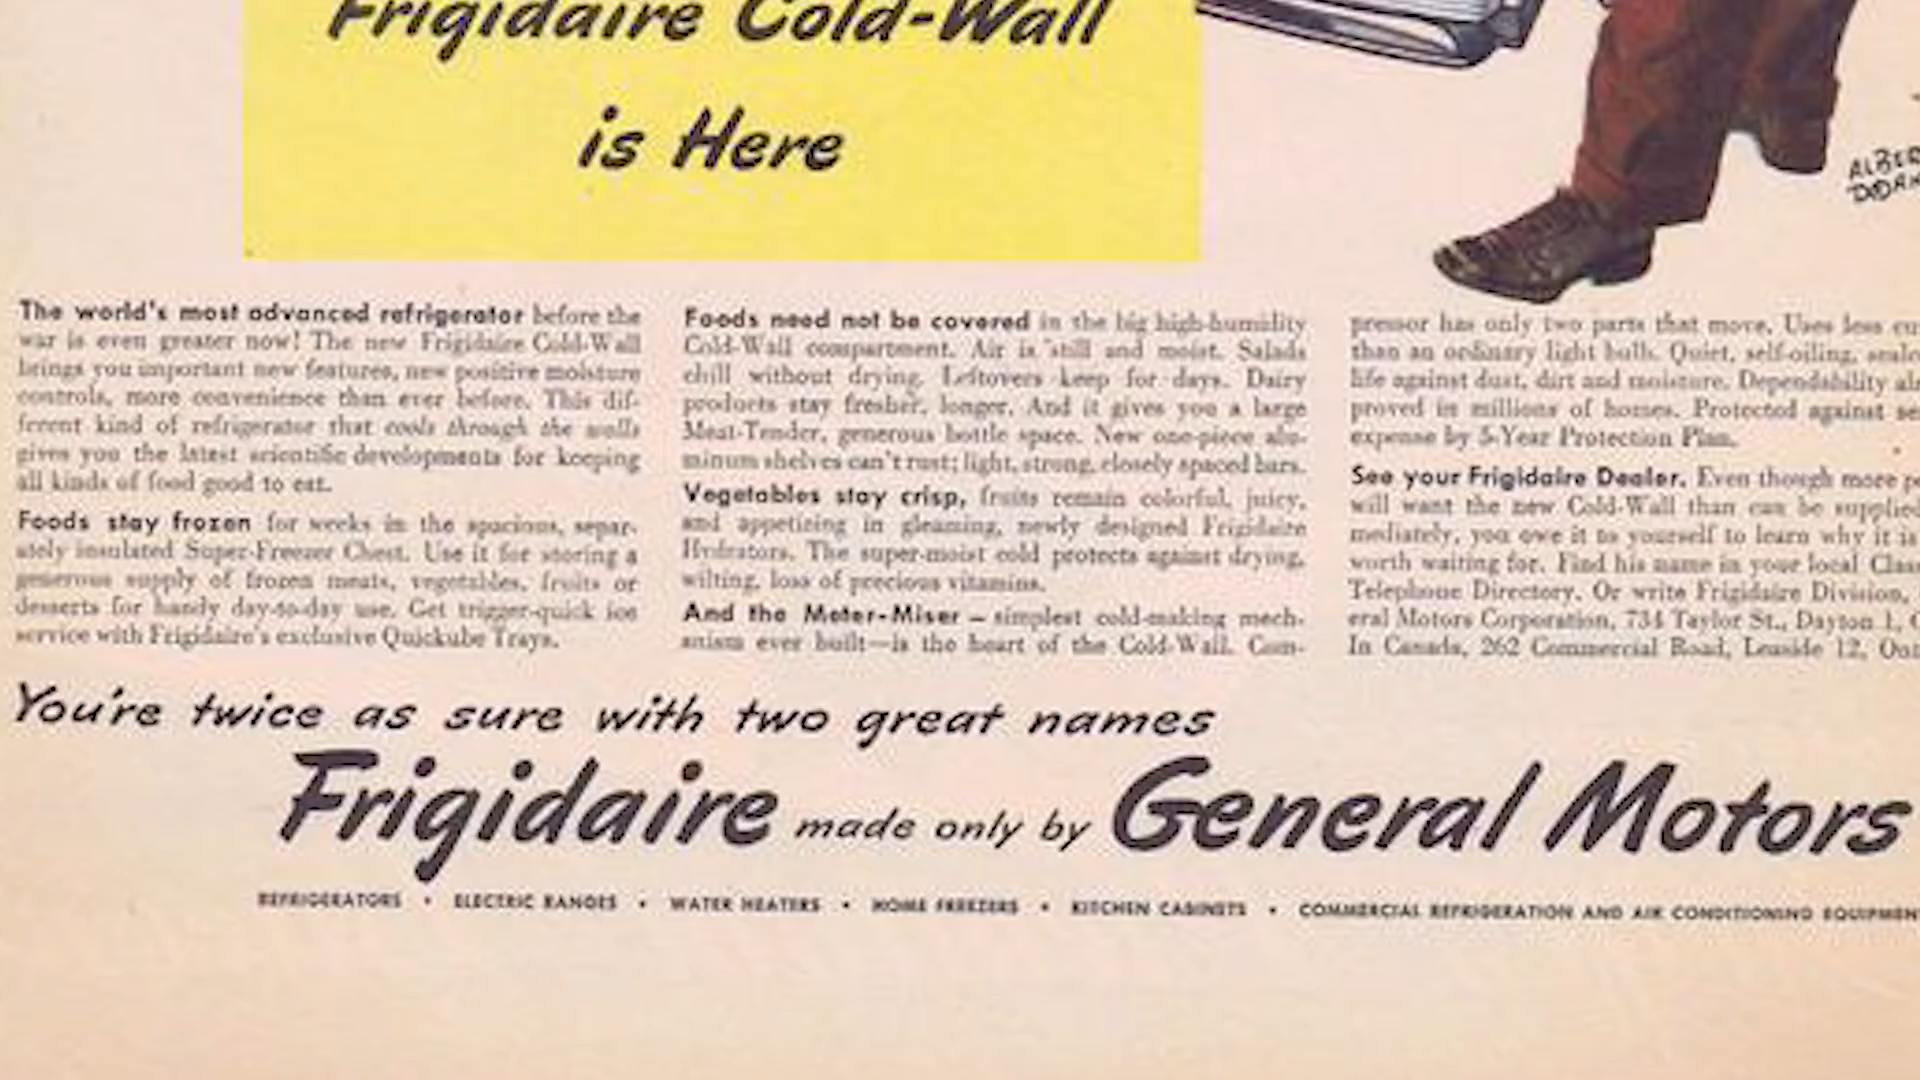 Frigidaire Cold-Wall
is Here
ALBER
DORN
The world's most advanced refrigerator before the
war is even greater now! The new Frigidaire Cold-Wall
brings you important new features, new positive moisture
controls, more convenience than ever before. This dif-
ferent kind of refrigerator that cools through the walls
gives you the latest scientific developments for keeping
all kinds of food good to eat.
Foods stay frozen for weeks in the spacious, separ-
ately insulated Super-Freezer Chest. Use it for storing a
generous supply of frozen meats, vegetables, fruits or
desserts for handy day-to-day use. Get trigger-quick ice
service with Frigidaire's exclusive Quickube Trays.
Foods need not be covered in the big high-humidity
Cold-Wall compartment. Air is still and moist. Salads
chill without drying. Leftovers keep for days. Dairy
products stay fresher, longer. And it gives you a large
Meat-Tender, generous bottle space. New one-piece alu-
minum shelves can't rust; light, strong, closely spaced bars.
Vegetables stay crisp, fruits remain colorful, juicy,
and appetizing in gleaming, newly designed Frigidaire
Hydrators. The super-moist cold protects against drying,
wilting, loss of precious vitamins.
And the Meter-Miser – simplest cold-making mech-
anism ever built—is the heart of the Cold-Wall. Com-
pressor has only two parts that move. Uses less cu
than an ordinary light bulb. Quiet, self-oiling, seale
life against dust, dirt and moisture. Dependability alr
proved in millions of homes. Protected against se
expense by 5-Year Protection Plan.
See your Frigidaire Dealer. Even though more pe
will want the new Cold-Wall than can be supplied
mediately, you owe it to yourself to learn why it is
worth waiting for. Find his name in your local Clas
Telephone Directory. Or write Frigidaire Division,
eral Motors Corporation, 734 Taylor St., Dayton 1, O
In Canada, 262 Commercial Road, Leaside 12, Ont
You're twice as sure with two great names
Frigidaire made only by General Motors
REFRIGERATORS • ELECTRIC RANGES • WATER HEATERS • HOME FREEZERS • KITCHEN CABINETS • COMMERCIAL REFRIGERATION AND AIR CONDITIONING EQUIPMEN